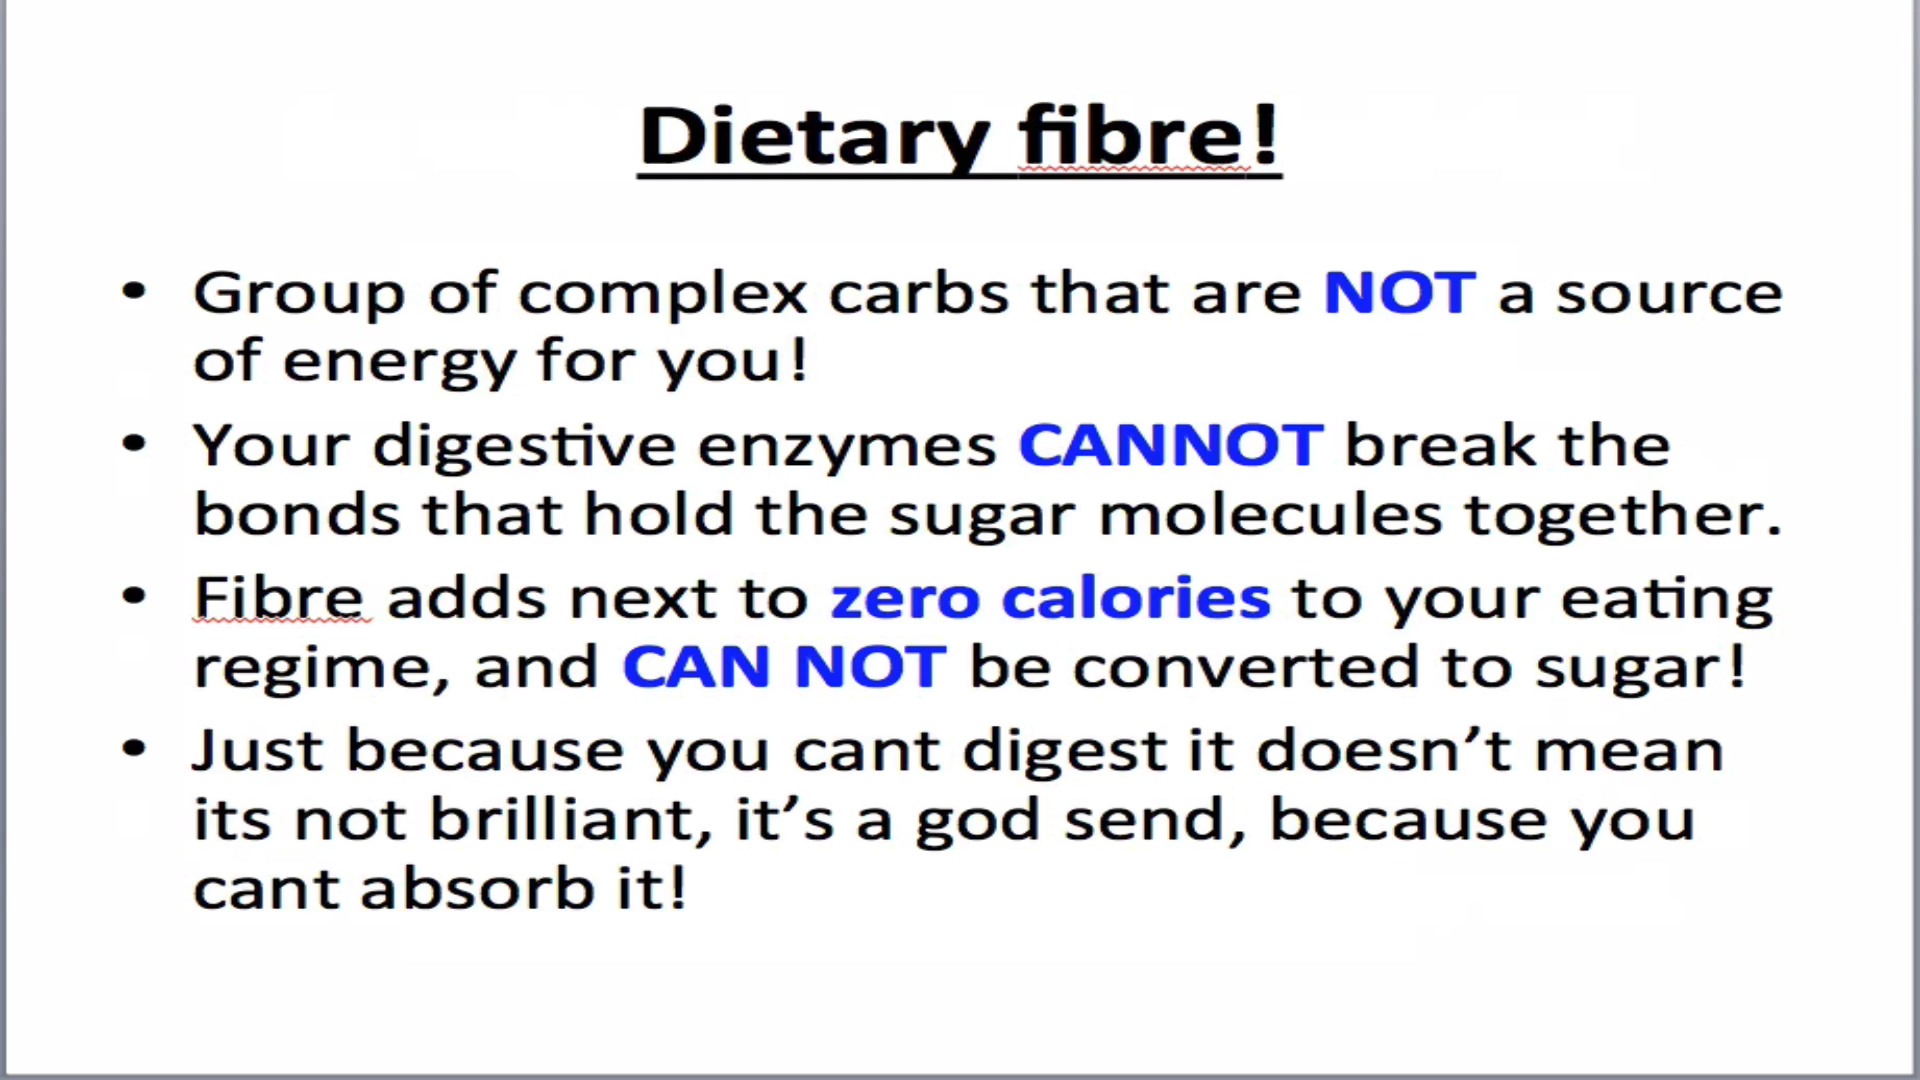 Dietary fibre!
• Group of complex carbs that are NOT a source
of energy for you!
• Your digestive enzymes CANNOT break the
bonds that hold the sugar molecules together.
• Fibre adds next to zero calories to your eating
regime, and CAN NOT be converted to sugar!
• Just because you cant digest it doesn’t mean
its not brilliant, it’s a god send, because you
cant absorb it!